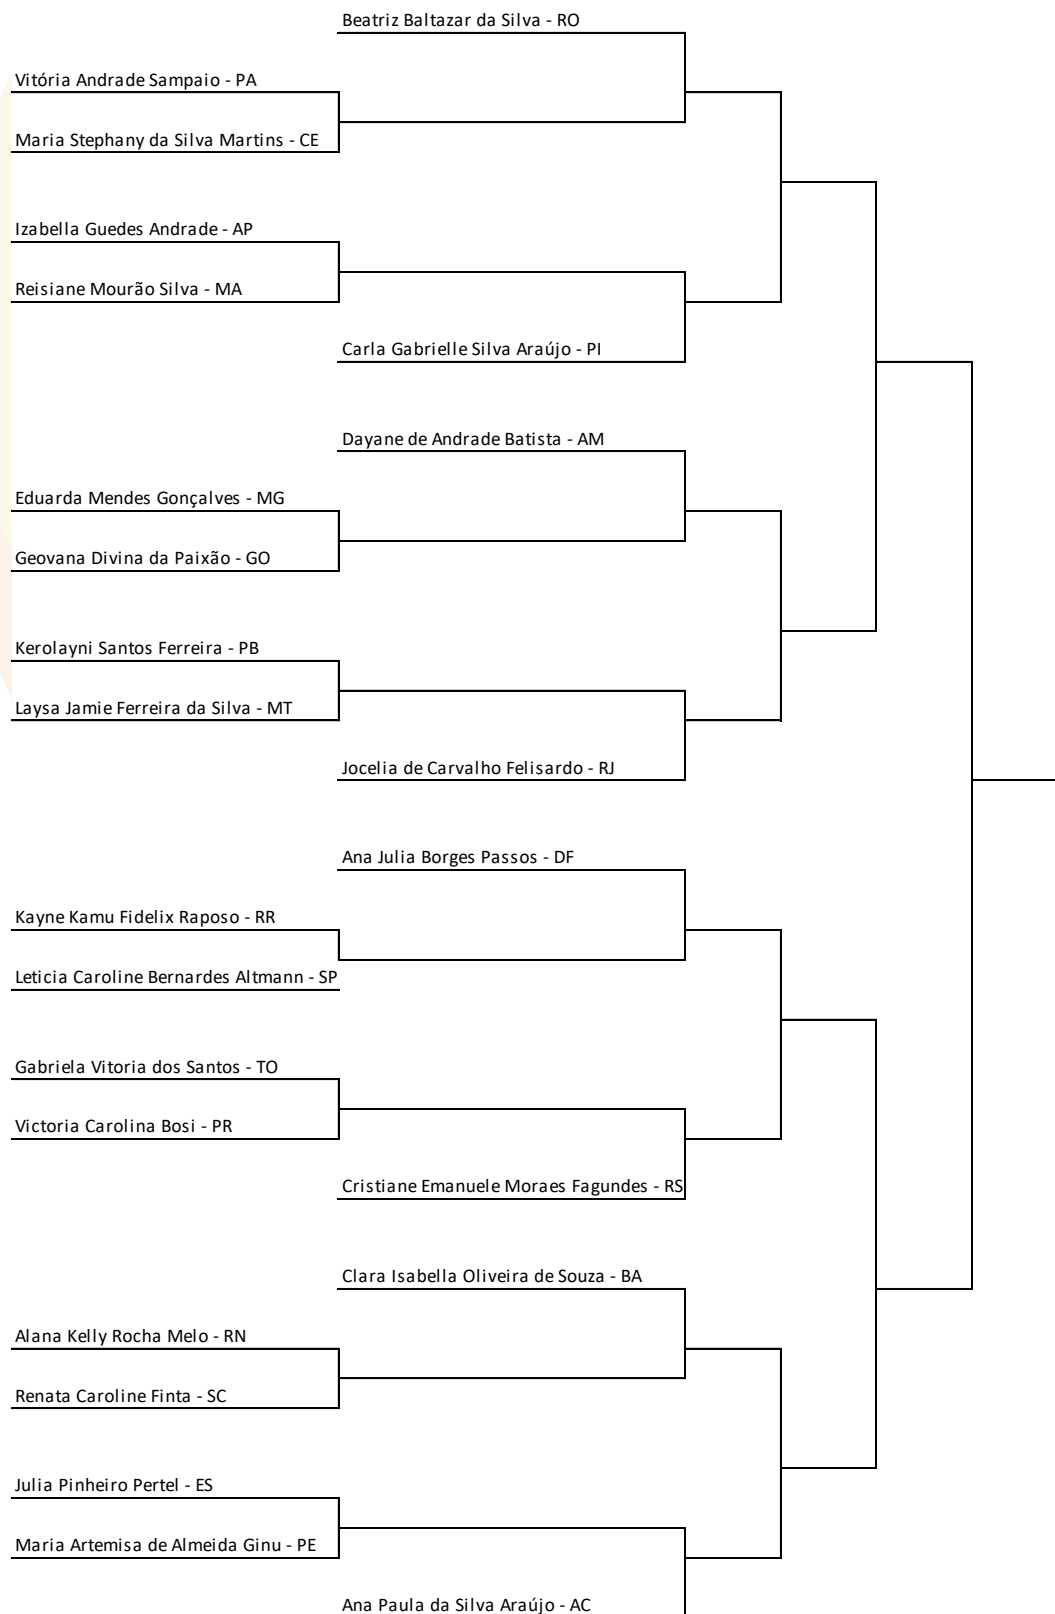 Beatriz Baltazar da Silva - RO
Vitória Andrade Sampaio - PA
Maria Stephany da Silva Martins - CE
Izabella Guedes Andrade - AP
Reisiane Mourão Silva - MA
Carla Gabrielle Silva Araújo - PI
Dayane de Andrade Batista - AM
Eduarda Mendes Gonçalves - MG
Geovana Divina da Paixão - GO
Kerolayni Santos Ferreira - PB
Laysa Jamie Ferreira da Silva - MT
Jocelia de Carvalho Felisardo - RJ
Ana Julia Borges Passos - DF
Kayne Kamu Fidelix Raposo - RR
Leticia Caroline Bernardes Altmann - SP
Gabriela Vitoria dos Santos - TO
Victoria Carolina Bosi - PR
Cristiane Emanuele Moraes Fagundes - RS
Clara Isabella Oliveira de Souza - BA
Alana Kelly Rocha Melo - RN
Renata Caroline Finta - SC
Julia Pinheiro Pertel - ES
Maria Artemisa de Almeida Ginu - PE
Ana Paula da Silva Araújo - AC